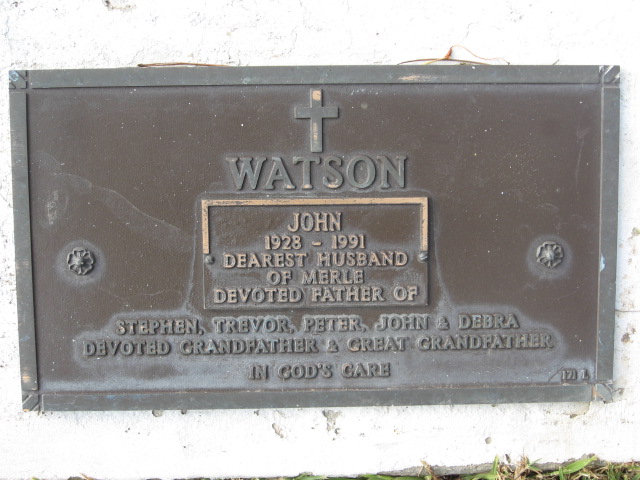 WATSON
JOHN
1928 - 1991
DEAREST HUSBAND
OF MERLE
DEVOTED FATHER OF
STEPHEN, TREVOR, PETER, JOHN & DEBRA
DEVOTED GRANDFATHER & GREAT GRANDFATHER
IN GOD'S CARE